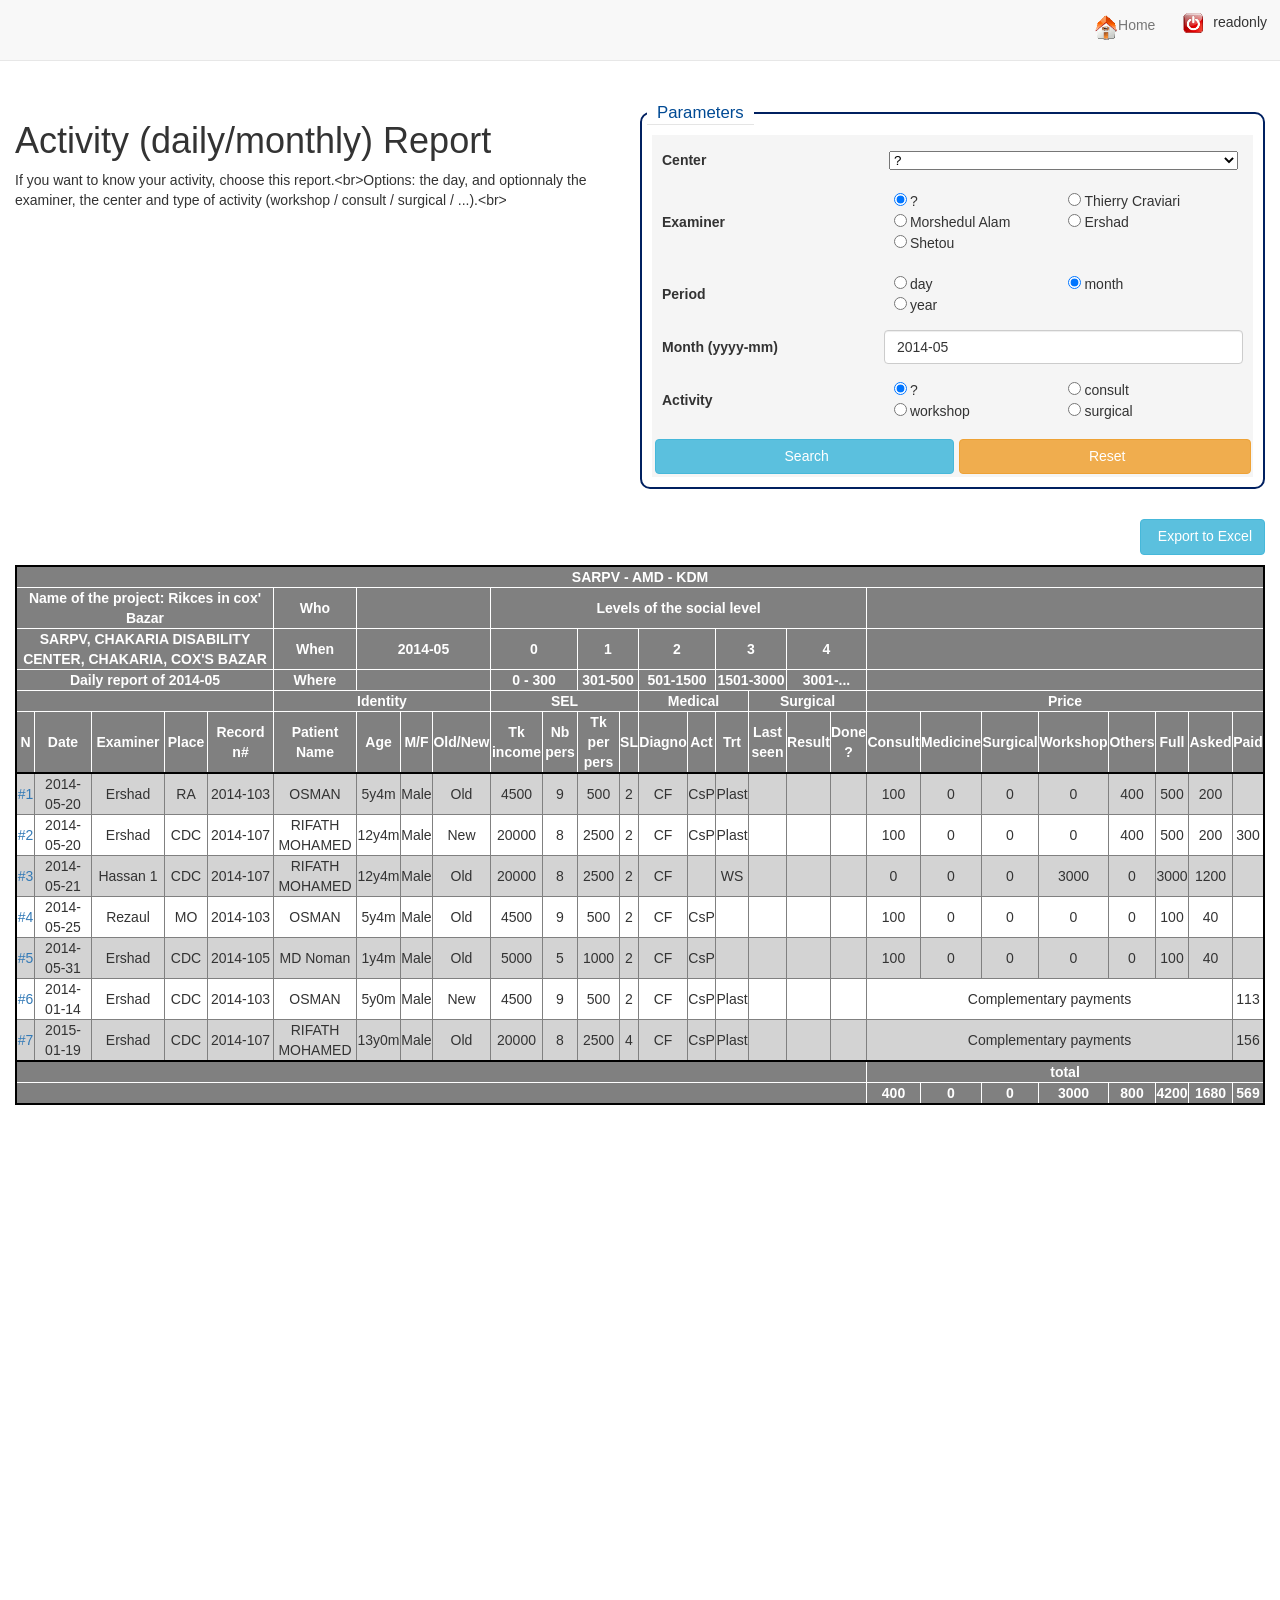 Home readonly
Parameters
Activity (daily/monthly) Report
If you want to know your activity, choose this report.<br>Options: the day, and optionnaly the
examiner, the center and type of activity (workshop / consult / surgical / ...).<br>
Center ?
Examiner
? Thierry Craviari
Morshedul Alam Ershad
Shetou
Period
day month
year
Month (yyyy-mm) 2014-05
Activity
? consult
workshop surgical
Search Reset
Export to Excel
SARPV - AMD - KDM
Name of the project: Rikces in cox' Bazar Who Levels of the social level
SARPV, CHAKARIA DISABILITY CENTER, CHAKARIA, COX'S BAZAR When 2014-05 0 1 2 3 4
Daily report of 2014-05 Where 0 - 300 301-500 501-1500 1501-3000 3001-...
Identity SEL Medical Surgical Price
N Date Examiner Place Record n# Patient Name Age M/F Old/New Tk income Nb pers Tk per pers SL Diagno Act Trt Last seen Result Done ? Consult Medicine Surgical Workshop Others Full Asked Paid
#1 2014-05-20 Ershad RA 2014-103 OSMAN 5y4m Male Old 4500 9 500 2 CF CsP Plast 100 0 0 0 400 500 200
#2 2014-05-20 Ershad CDC 2014-107 RIFATH MOHAMED 12y4m Male New 20000 8 2500 2 CF CsP Plast 100 0 0 0 400 500 200 300
#3 2014-05-21 Hassan 1 CDC 2014-107 RIFATH MOHAMED 12y4m Male Old 20000 8 2500 2 CF WS 0 0 0 3000 0 3000 1200
#4 2014-05-25 Rezaul MO 2014-103 OSMAN 5y4m Male Old 4500 9 500 2 CF CsP 100 0 0 0 0 100 40
#5 2014-05-31 Ershad CDC 2014-105 MD Noman 1y4m Male Old 5000 5 1000 2 CF CsP 100 0 0 0 0 100 40
#6 2014-01-14 Ershad CDC 2014-103 OSMAN 5y0m Male New 4500 9 500 2 CF CsP Plast Complementary payments 113
#7 2015-01-19 Ershad CDC 2014-107 RIFATH MOHAMED 13y0m Male Old 20000 8 2500 4 CF CsP Plast Complementary payments 156
total
400 0 0 3000 800 4200 1680 569